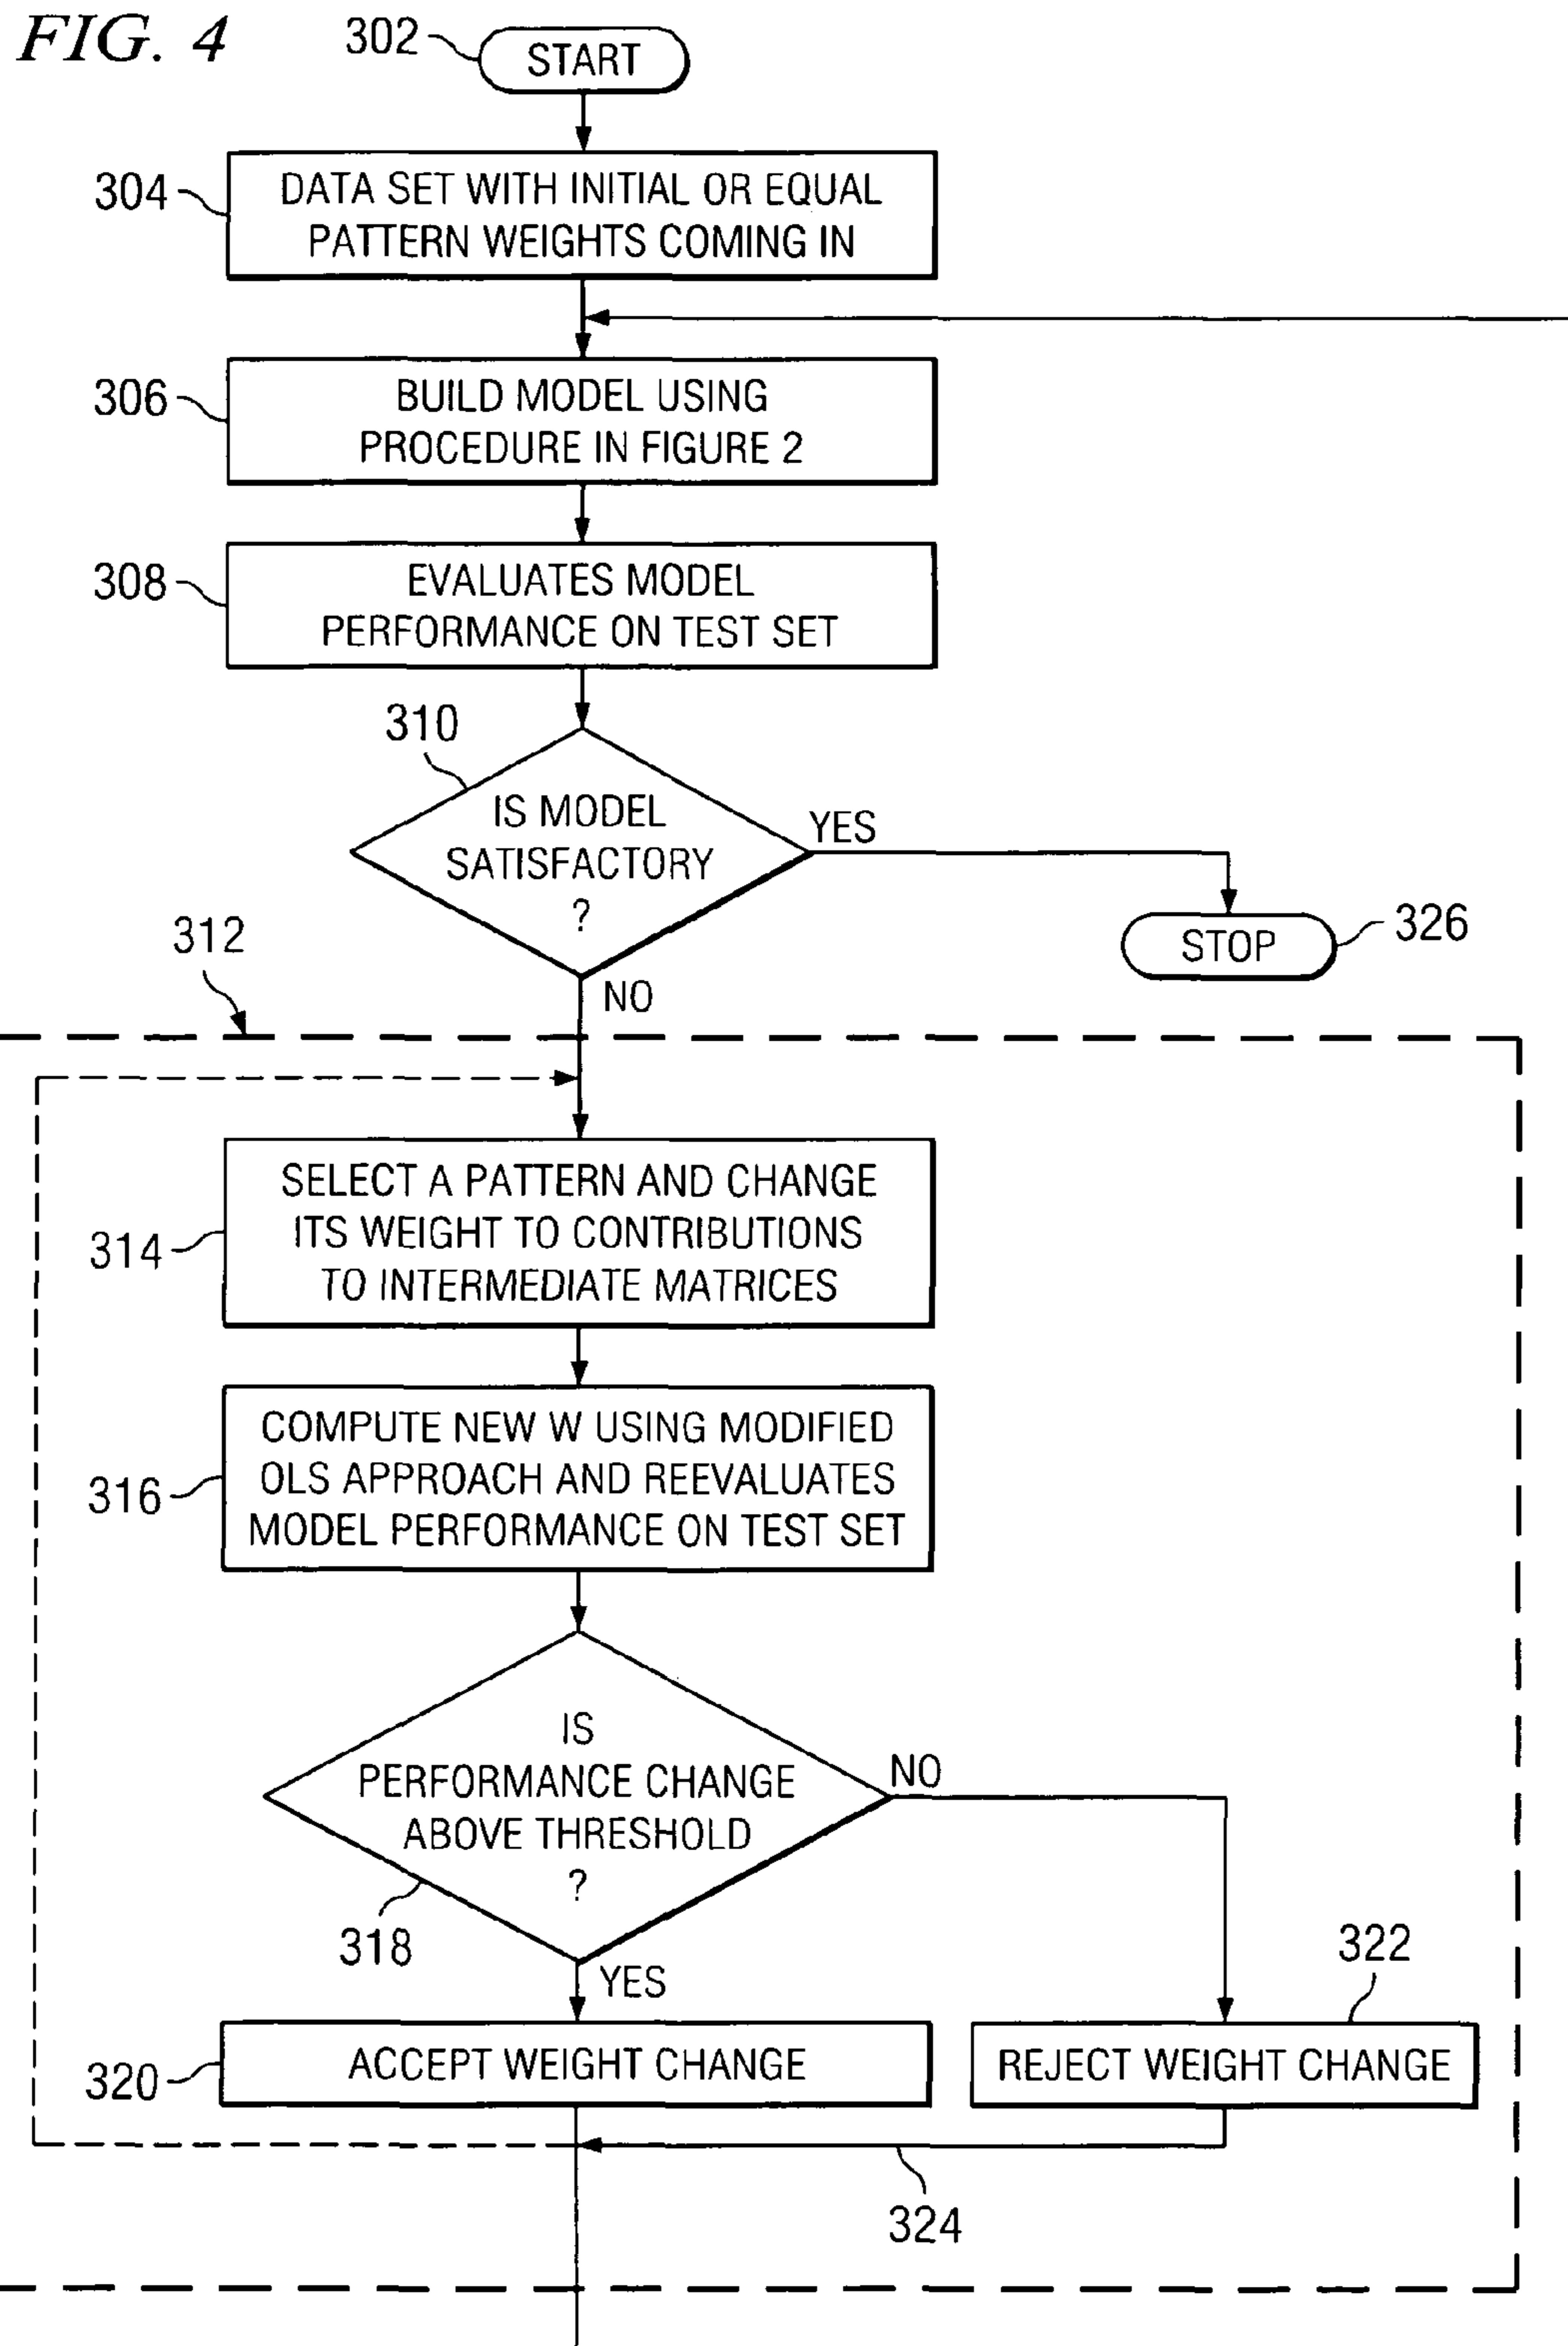 FIG. 4
302
START
304
DATA SET WITH INITIAL OR EQUAL
PATTERN WEIGHTS COMING IN
306
BUILD MODEL USING
PROCEDURE IN FIGURE 2
308
EVALUATES MODEL
PERFORMANCE ON TEST SET
310
IS MODEL
SATISFACTORY
?
YES
326
STOP
312
NO
314
SELECT A PATTERN AND CHANGE
ITS WEIGHT TO CONTRIBUTIONS
TO INTERMEDIATE MATRICES
316
COMPUTE NEW W USING MODIFIED
OLS APPROACH AND REEVALUATES
MODEL PERFORMANCE ON TEST SET
IS
PERFORMANCE CHANGE
ABOVE THRESHOLD
?
NO
318
YES
322
320
ACCEPT WEIGHT CHANGE
REJECT WEIGHT CHANGE
324